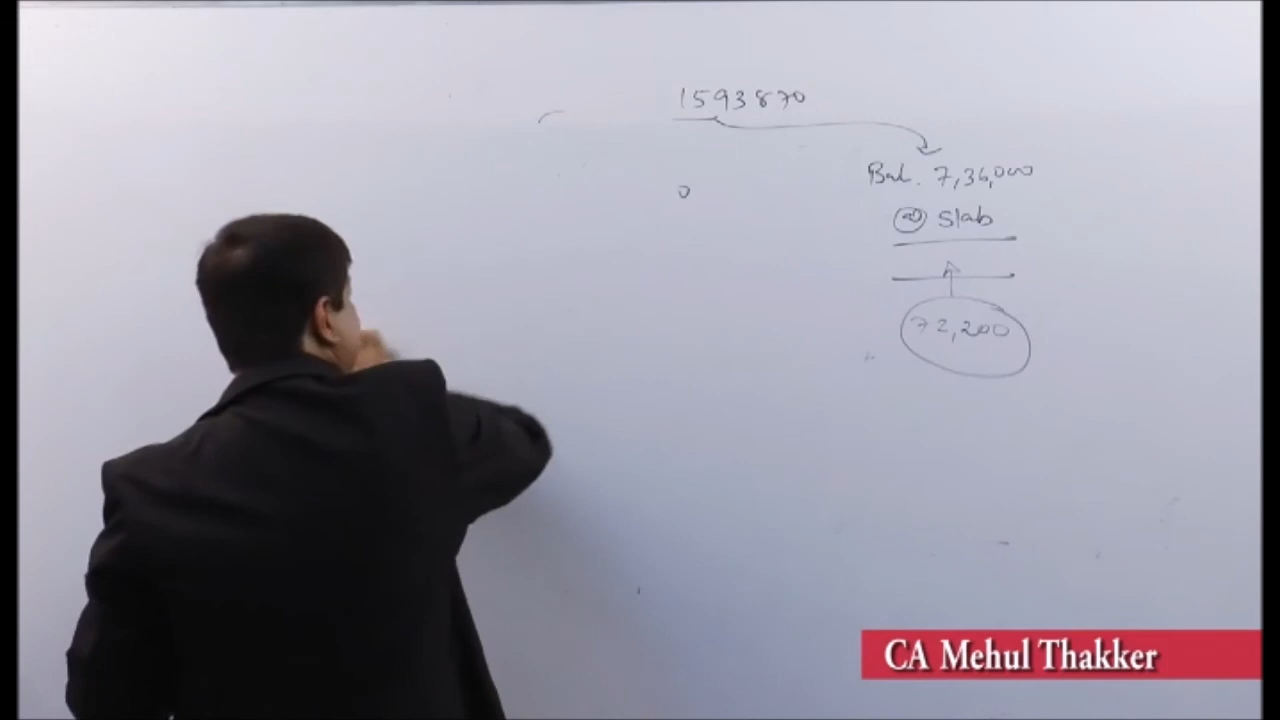 1593870
Bal. 7,36,000
@ Slab
72,200
CA Mehul Thakker